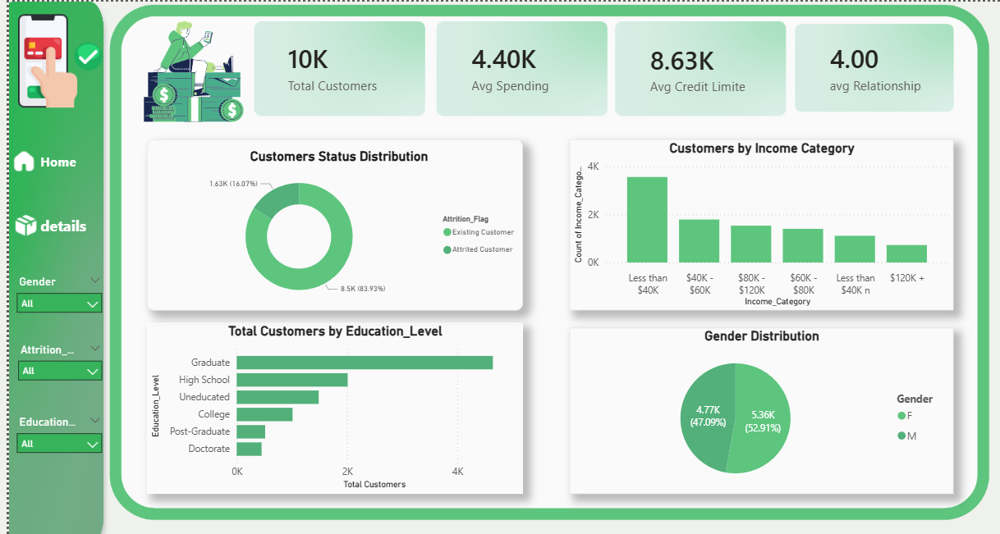 Home
details
Gender
All
Attrition_...
All
Education...
All
10K
Total Customers
4.40K
Avg Spending
8.63K
Avg Credit Limite
4.00
avg Relationship
$
$
Customers Status Distribution
1.63K (16.07%)
8.5K (83.93%)
Attrition_Flag
Existing Customer
Attrited Customer
Customers by Income Category
Count of Income_Catego...
4K
2K
0K
Less than
$40K
$40K -
$60K
$80K -
$120K
$60K -
$80K
Less than
$40K n
$120K +
Income_Category
Total Customers by Education_Level
Education_Level
Graduate
High School
Uneducated
College
Post-Graduate
Doctorate
0K
2K
4K
Total Customers
Gender Distribution
4.77K
(47.09%)
5.36K
(52.91%)
Gender
F
M